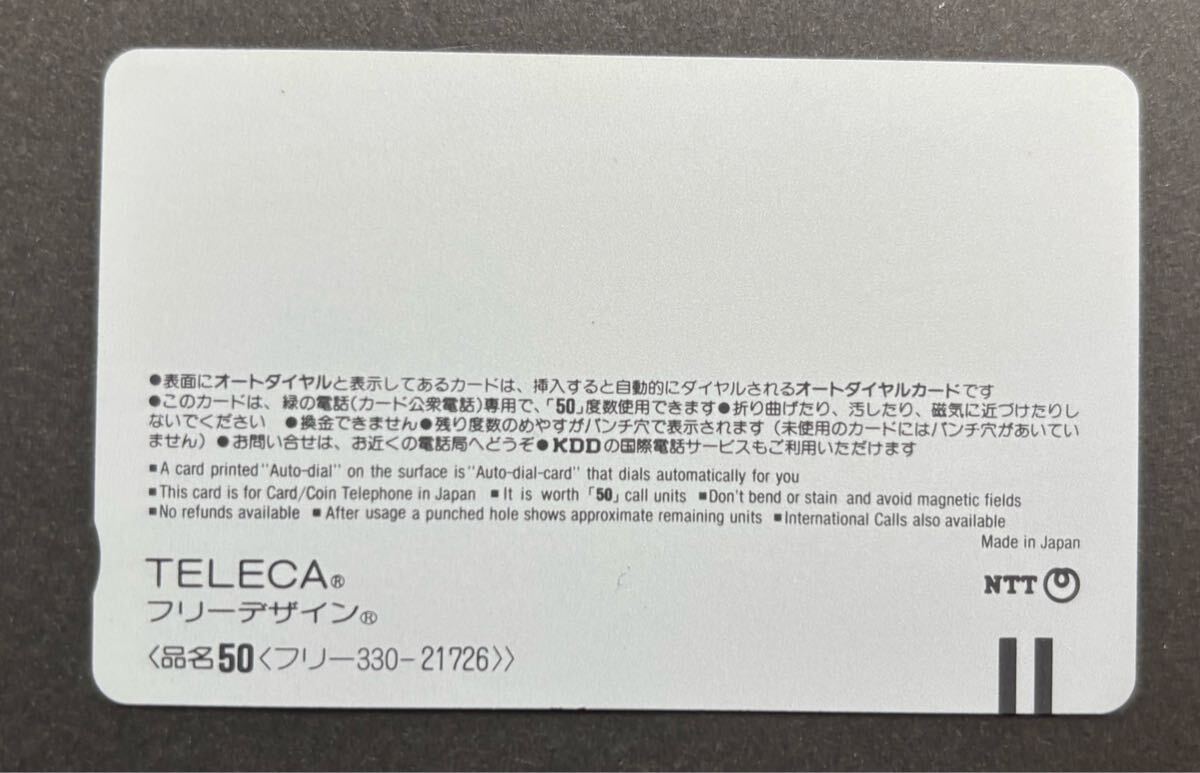 ●表面にオートダイヤルと表示してあるカードは、挿入すると自動的にダイヤルされるオートダイヤルカードです
●このカードは、緑の電話(カード公衆電話)専用で、「50」度数使用できます●折り曲げたり、汚したり、磁気に近づけたりし
ないでください ●換金できません●残り度数のめやすがパンチ穴で表示されます(未使用のカードにはパンチ穴があいてい
ません)●お問い合せは、お近くの電話局へどうぞ●KDDの国際電話サービスもご利用いただけます
■A card printed "Auto-dial" on the surface is "Auto-dial-card" that dials automatically for you
■This card is for Card/Coin Telephone in Japan ■It is worth「50」call units ■Don't bend or stain and avoid magnetic fields
■No refunds available ■After usage a punched hole shows approximate remaining units ■International Calls also available
Made in Japan
TELECA®
NTT
フリーデザイン®
〈品名50〈フリー330-21726〉〉